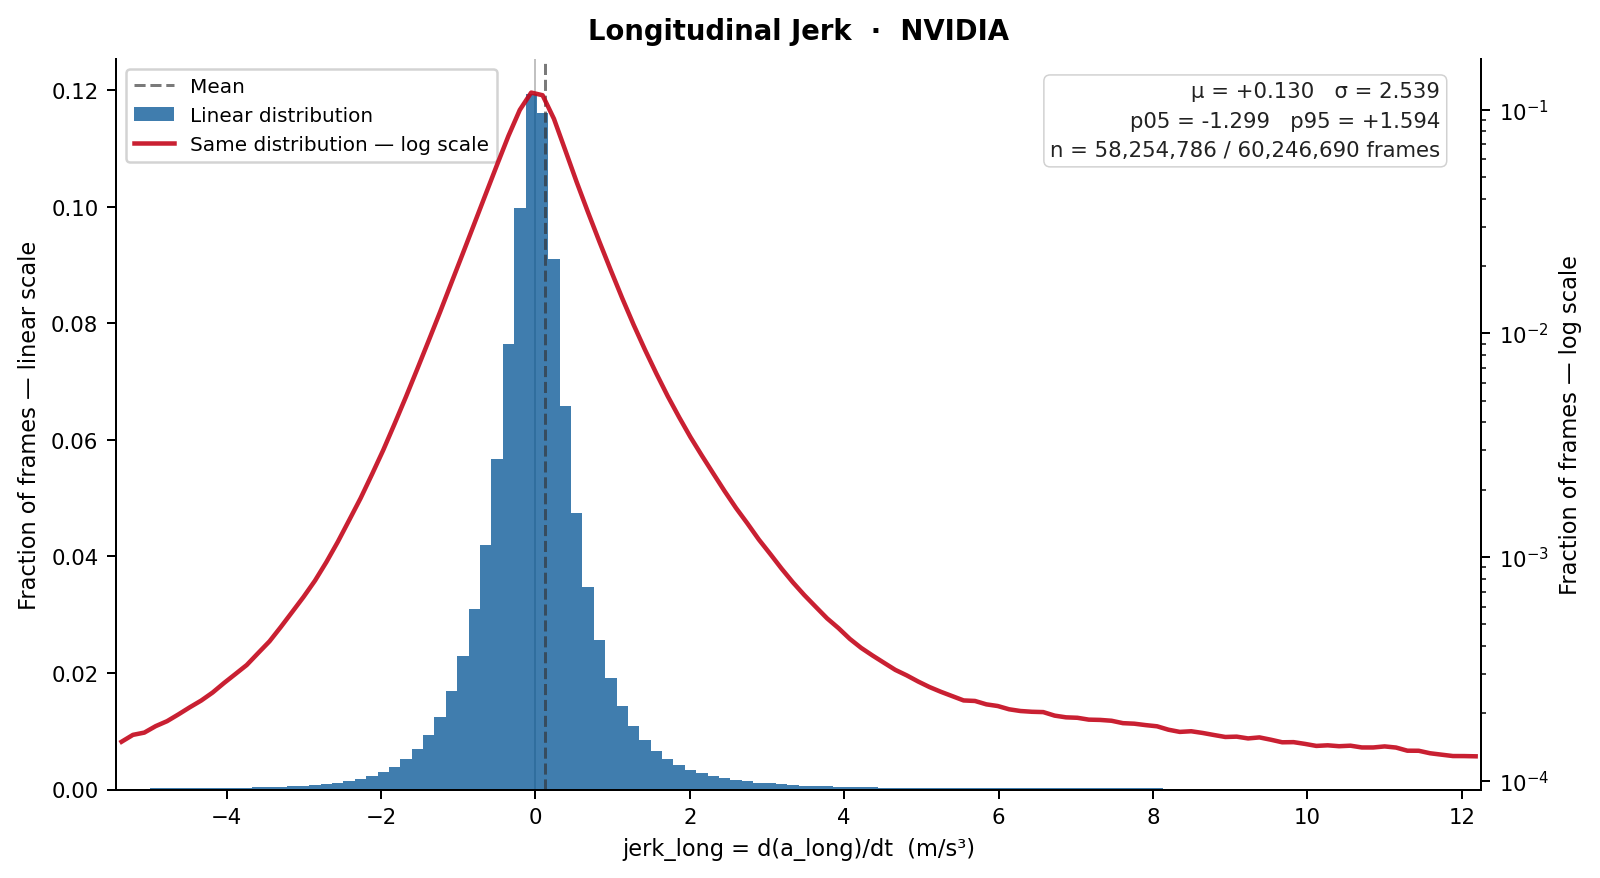 Longitudinal Jerk · NVIDIA
Mean
Linear distribution
Same distribution — log scale
μ = +0.130 σ = 2.539
p05 = -1.299 p95 = +1.594
n = 58,254,786 / 60,246,690 frames
Fraction of frames — linear scale
0.12
0.10
0.08
0.06
0.04
0.02
0.00
10⁻¹
10⁻²
10⁻³
10⁻⁴
Fraction of frames — log scale
−4 −2 0 2 4 6 8 10 12
jerk_long = d(a_long)/dt (m/s³)